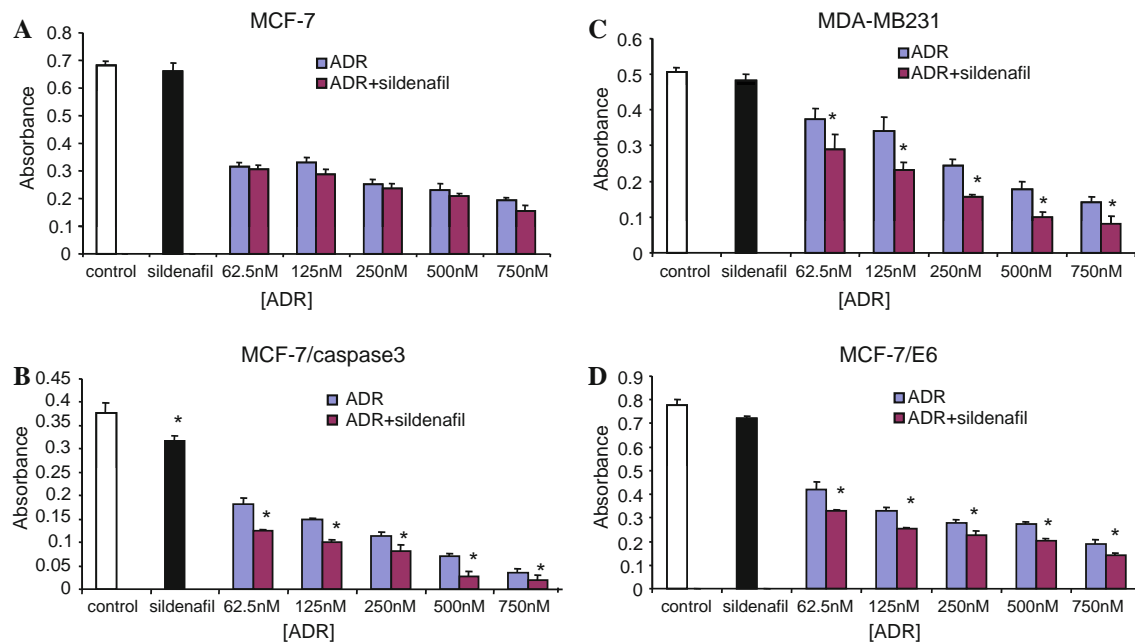 A
MCF-7
Absorbance
0.8
0.7
0.6
0.5
0.4
0.3
0.2
0.2
0
ADR
ADR+sildenafil
control sildenafil 62.5nM 125nM 250nM 500nM 750nM
[ADR]
C
MDA-MB231
Absorbance
0.6
0.5
0.4
0.3
0.2
0.1
0
ADR
ADR+sildenafil
* * * * *
control sildenafil 62.5nM 125nM 250nM 500nM 750nM
[ADR]
B
MCF-7/caspase3
Absorbance
0.45
0.35
0.35
0.3
0.25
0.2
0.15
0.1
0.05
0
ADR
ADR+sildenafil
* * * * * *
control sildenafil 62.5nM 125nM 250nM 500nM 750nM
[ADR]
D
MCF-7/E6
Absorbance
0.9
0.8
0.7
0.6
0.5
0.4
0.3
0.2
0.1
0
ADR
ADR+sildenafil
* * * * *
control sildenafil 62.5nM 125nM 250nM 500nM 750nM
[ADR]